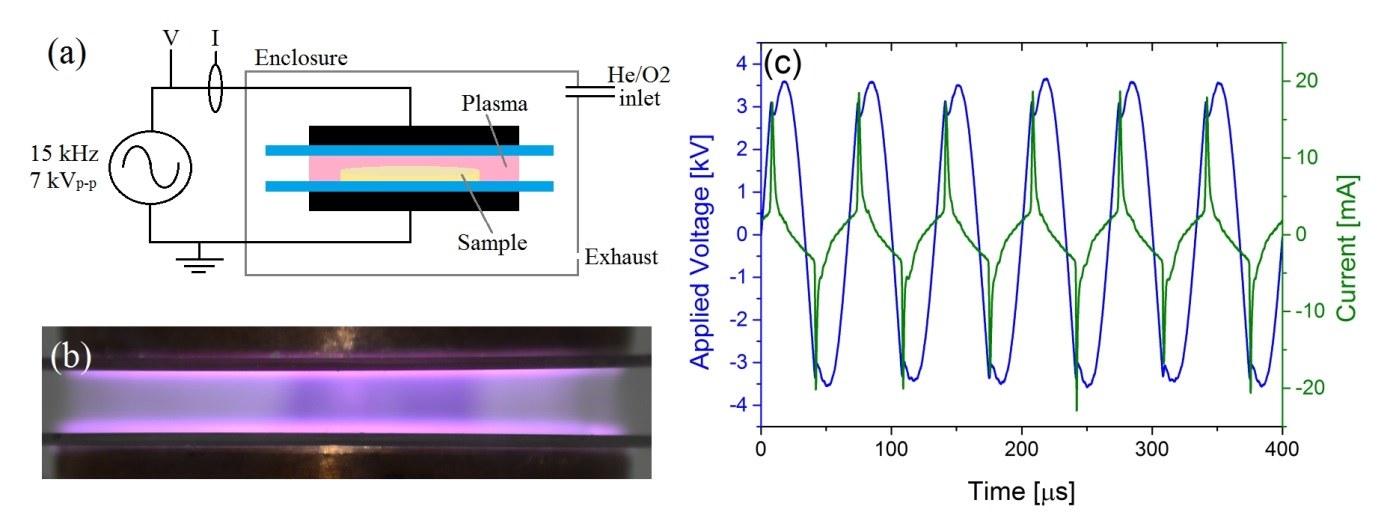 (a)
V I
Enclosure
He/O2
inlet
Plasma
15 kHz
7 kVp-p
Sample
Exhaust
(b)
(c)
Applied Voltage [kV]
4
3
2
1
0
-1
-2
-3
-4
0 100 200 300 400
Time [μs]
20
10
0
-10
-20
Current [mA]